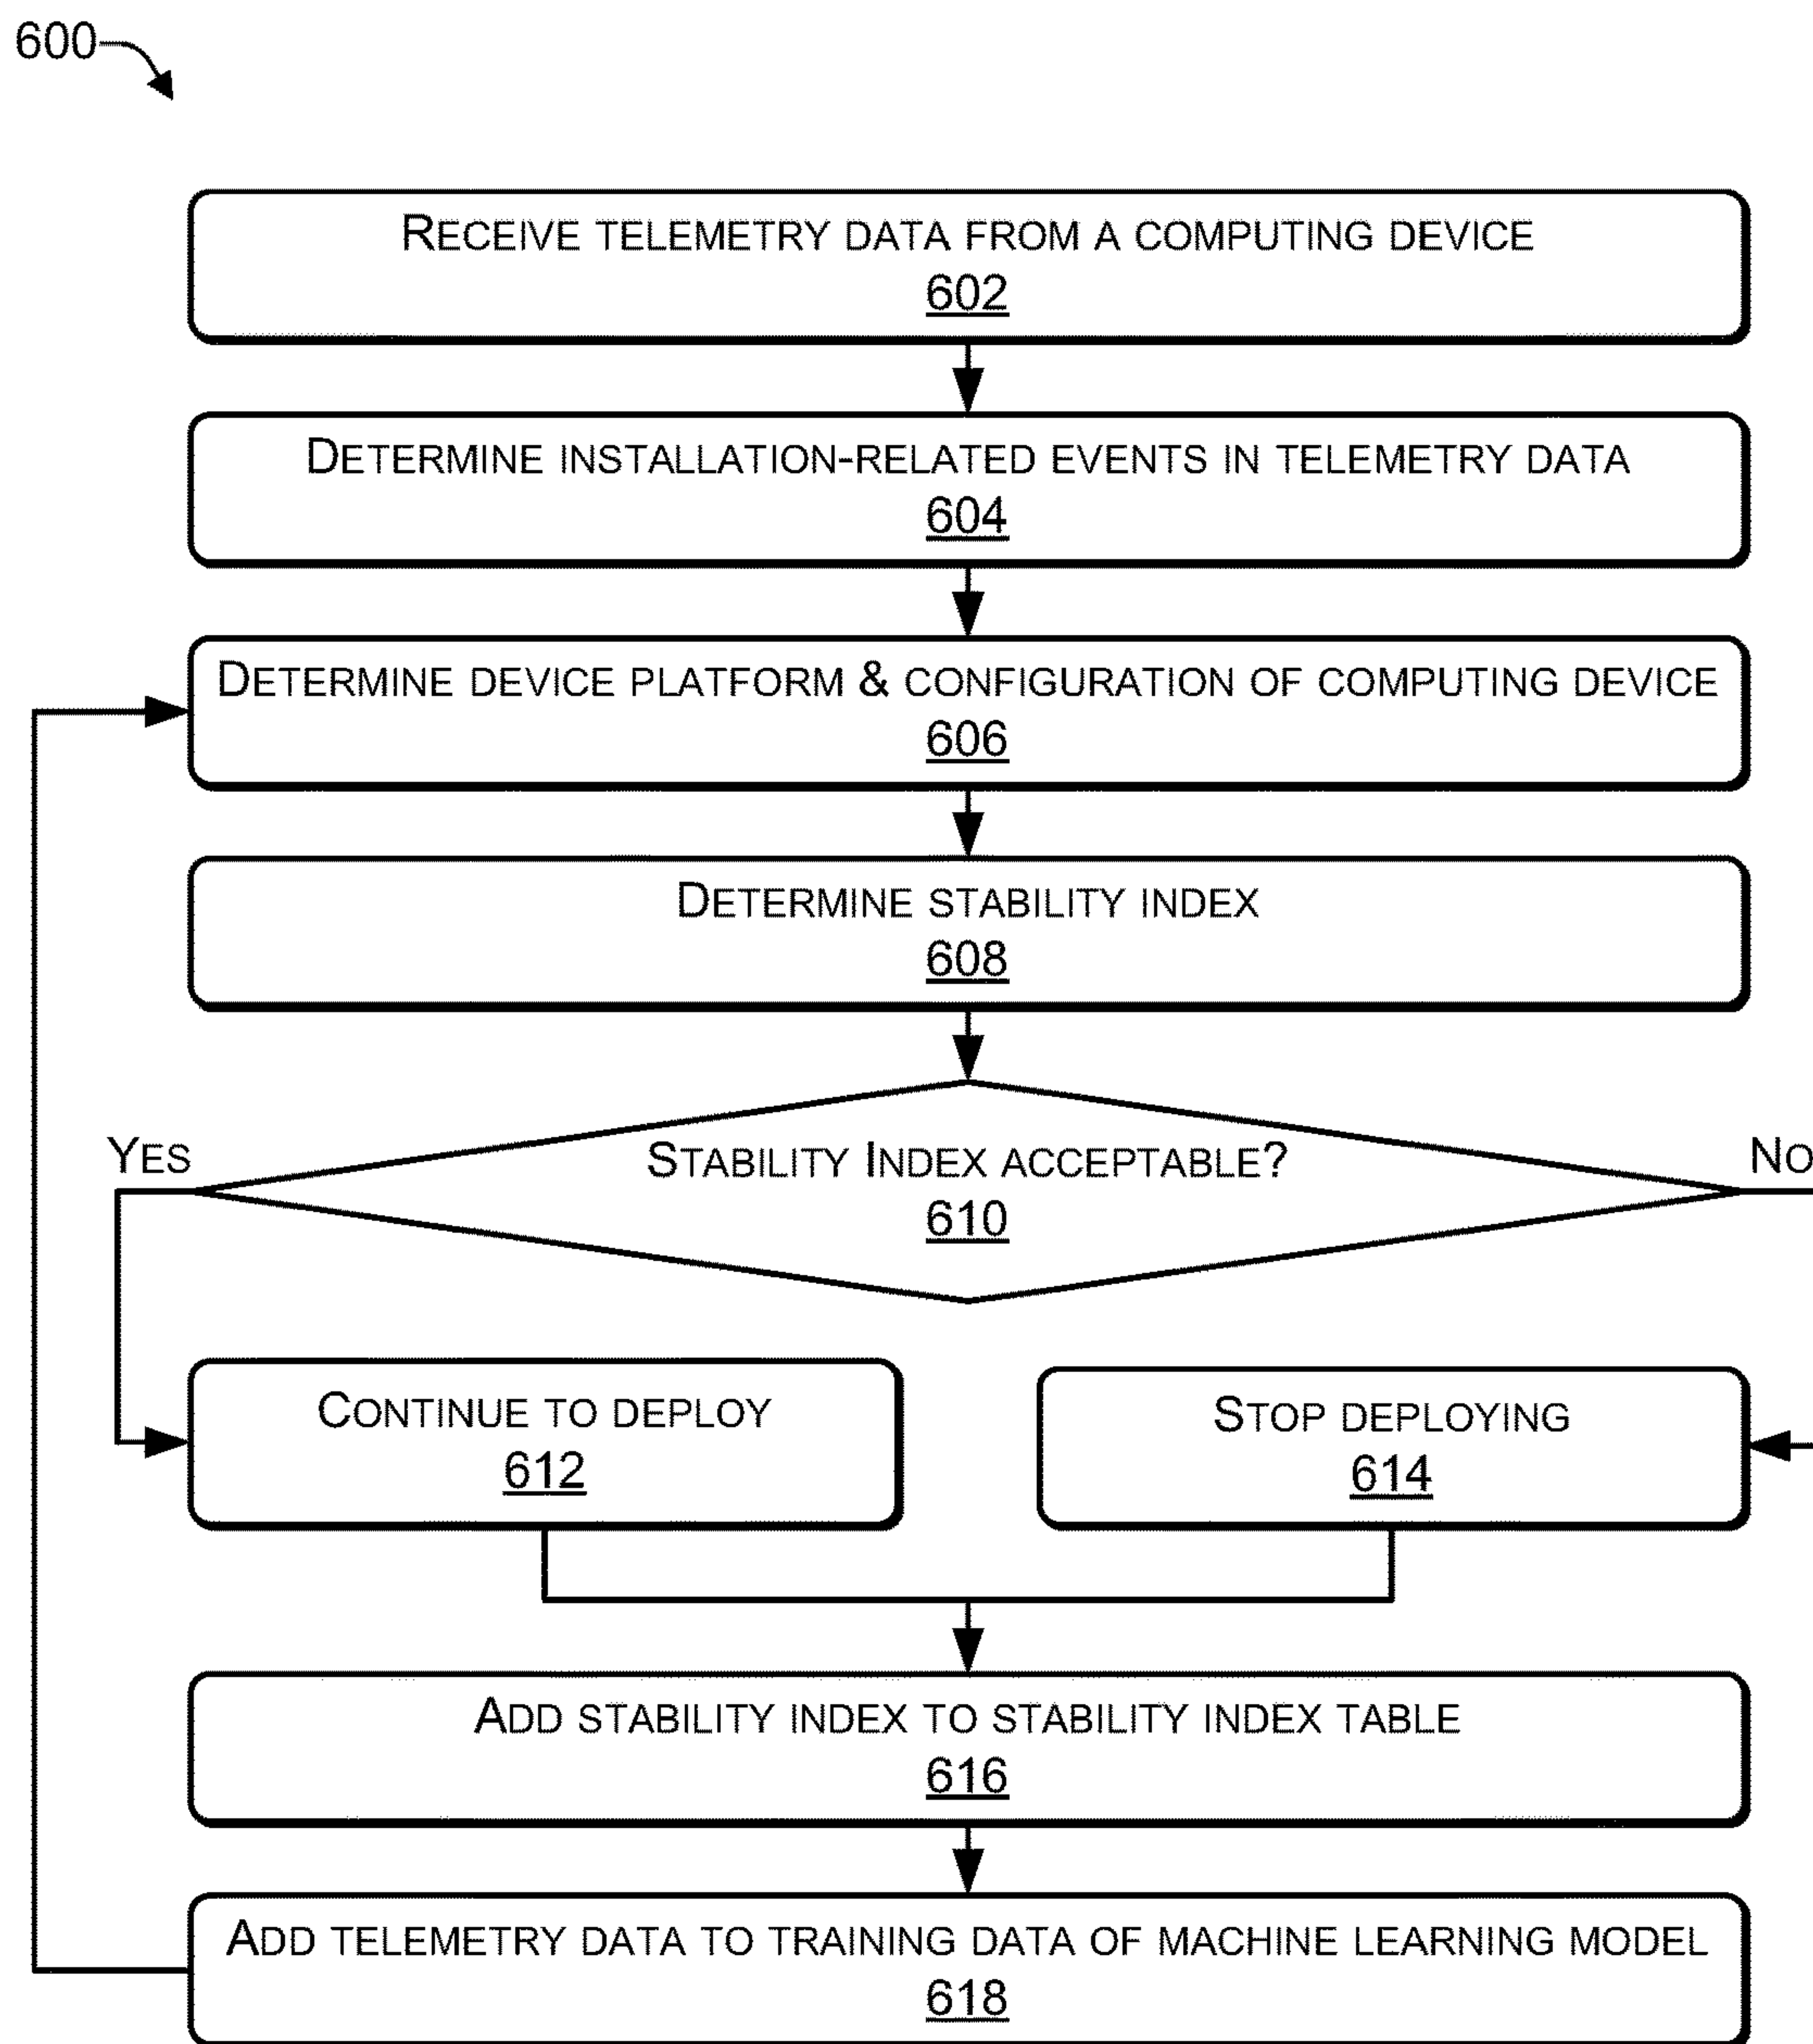 600
RECEIVE TELEMETRY DATA FROM A COMPUTING DEVICE
602
DETERMINE INSTALLATION-RELATED EVENTS IN TELEMETRY DATA
604
DETERMINE DEVICE PLATFORM & CONFIGURATION OF COMPUTING DEVICE
606
DETERMINE STABILITY INDEX
608
YES
STABILITY INDEX ACCEPTABLE?
NO
610
CONTINUE TO DEPLOY
612
STOP DEPLOYING
614
ADD STABILITY INDEX TO STABILITY INDEX TABLE
616
ADD TELEMETRY DATA TO TRAINING DATA OF MACHINE LEARNING MODEL
618